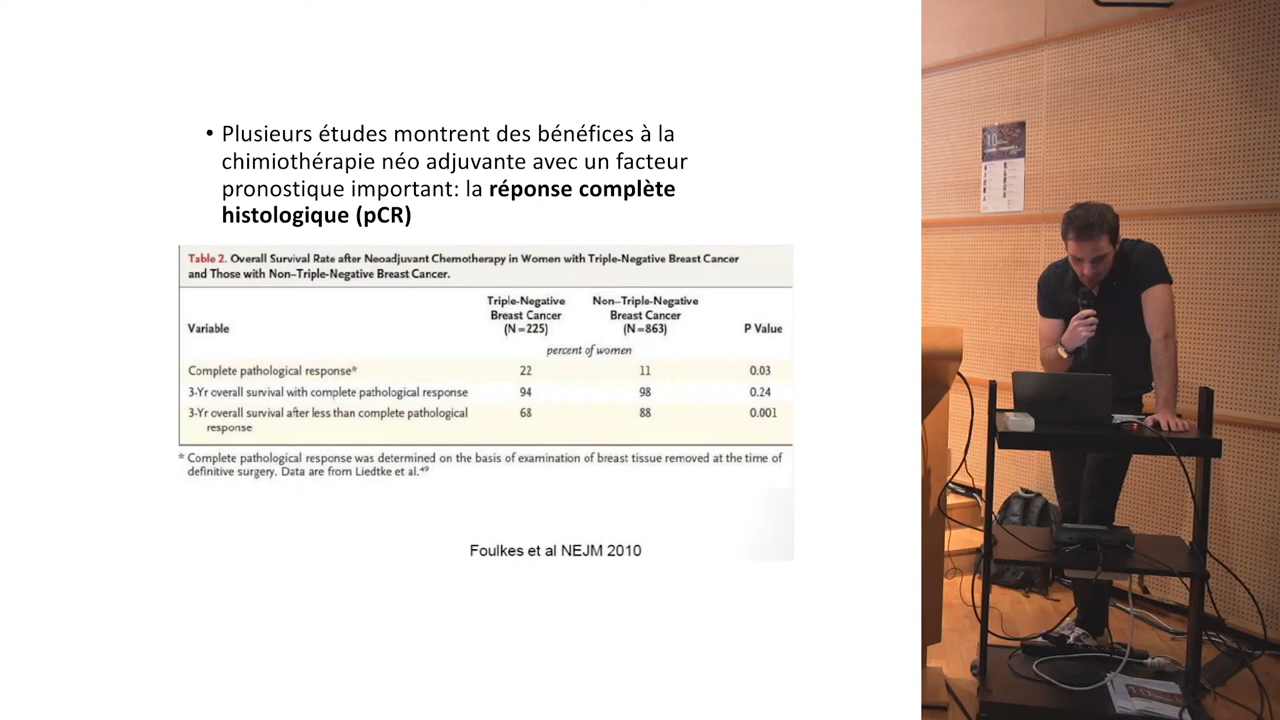 • Plusieurs études montrent des bénéfices à la
chimiothérapie néo adjuvante avec un facteur
pronostique important: la réponse complète
histologique (pCR)
Table 2. Overall Survival Rate after Neoadjuvant Chemotherapy in Women with Triple-Negative Breast Cancer
and Those with Non–Triple-Negative Breast Cancer.
Variable Triple-Negative Breast Cancer (N=225) Non–Triple-Negative Breast Cancer (N=863) P Value
percent of women
Complete pathological response* 22 11 0.03
3-Yr overall survival with complete pathological response 94 98 0.24
3-Yr overall survival after less than complete pathological response 68 88 0.001
* Complete pathological response was determined on the basis of examination of breast tissue removed at the time of
definitive surgery. Data are from Liedtke et al.⁴⁹
Foulkes et al NEJM 2010
10